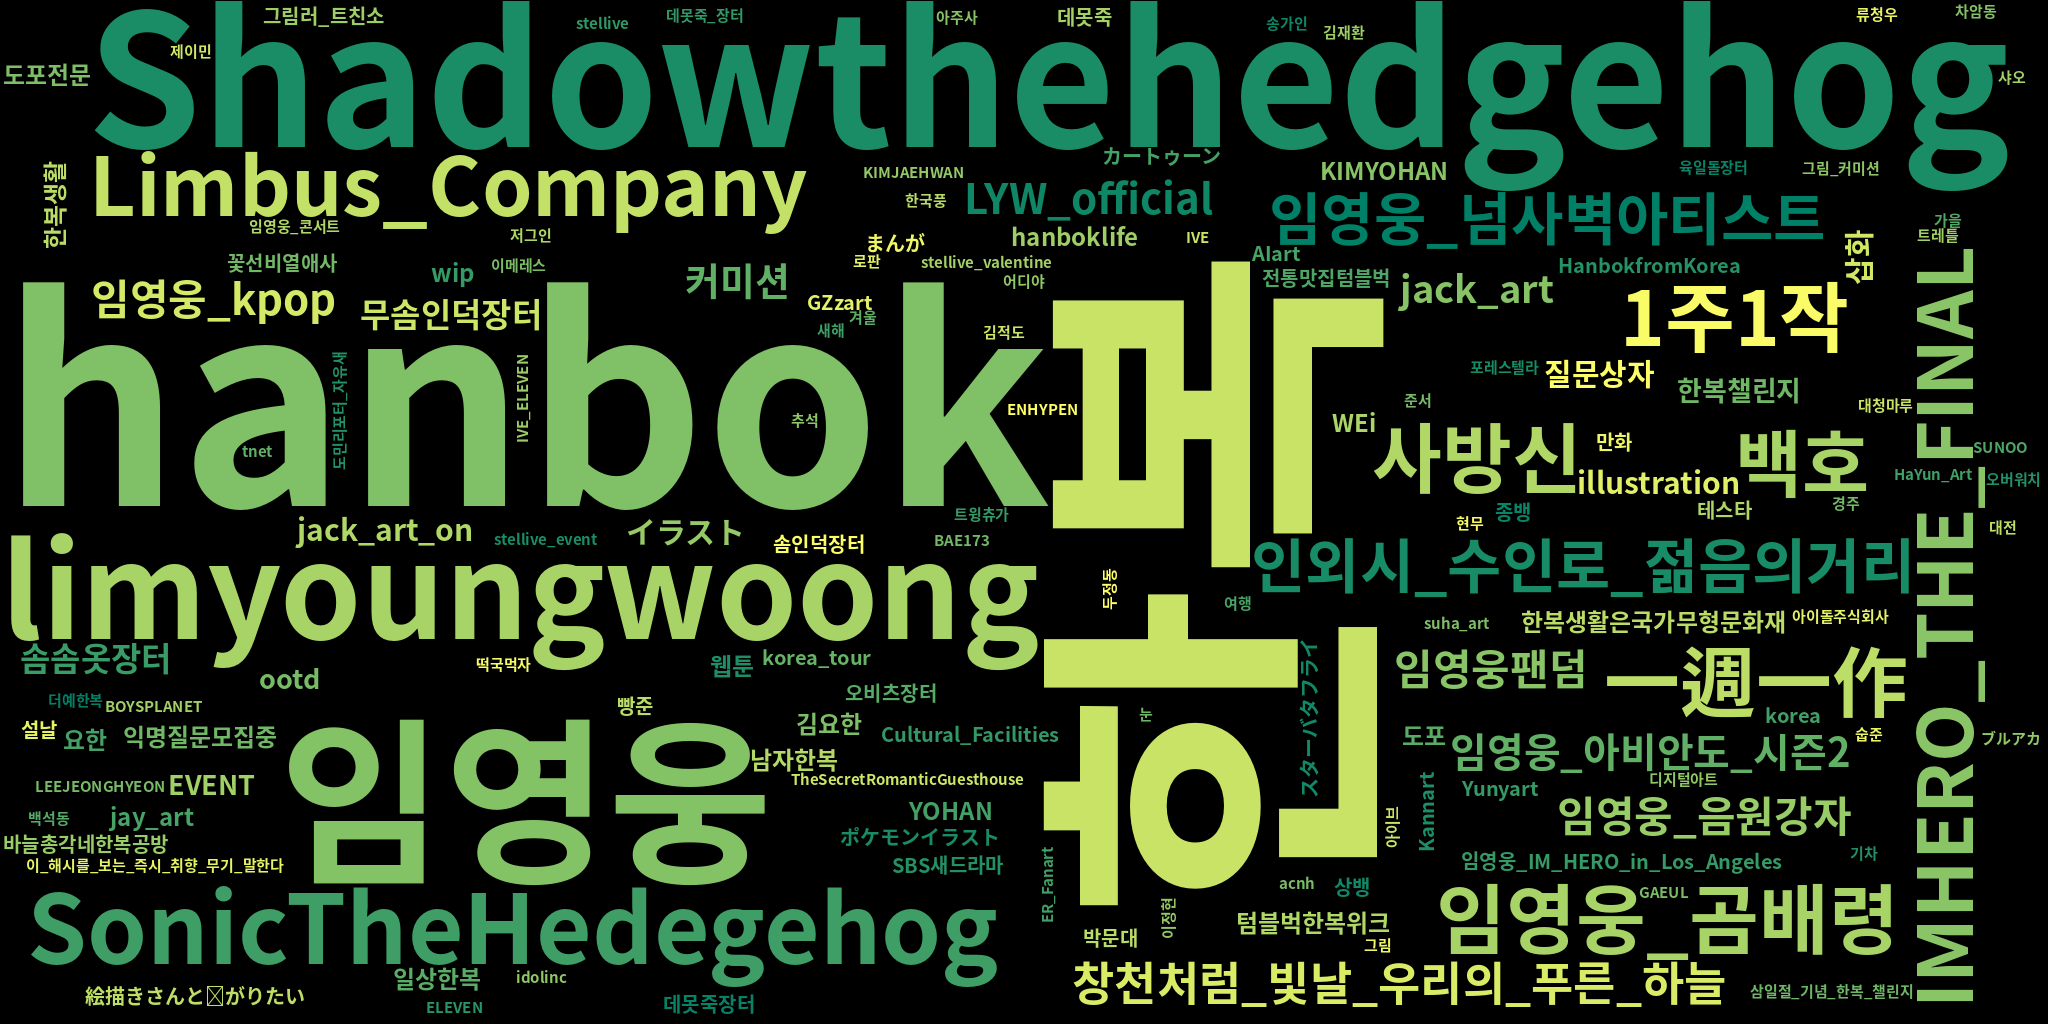 그림러_트친소
stellive
데못죽_장터
아주사
데못죽
송가인
김재환
류청우
차암동
제이민
Shadowthehedgehog
도포전문
샤오
한복생활
Limbus_Company
カートゥーン
KIMJAEHWAN
KIMYOHAN
육일돌장터
그림_커미션
한국풍
LYW_official
임영웅_넘사벽아티스트
임영웅_콘서트
저그인
まんが
hanboklife
IVE
가을
트레틀
꽃선비열애사
wip
이메레스
로판
stellive_valentine
AIart
HanbokfromKorea
삽화
커미션
어디야
전통맛집텀블벅
jack_art
임영웅_kpop
무솜인덕장터
GZzart
겨울
새해
김적도
1주1작
hanbok
페
도민리포터_자유새
IVE_ELEVEN
포레스텔라
질문상자
한복챌린지
ENHYPEN
추석
준서
대청마루
WEi
tnet
사방신
만화
백호
SUNOO
illustration
HaYun_Art
오버워치
jack_art_on
stellive_event
イラスト
솜인덕장터
트윙츄가
BAE173
현무
종뱅
테스타
경주
대전
limyoungwoong
인외시_수인로_젊음의거리
두정동
여행
suha_art
한복생활은국가무형문화재
아이돌주식회사
IMHERO_THE_FINAL
솜솜옷장터
ootd
떡국먹자
웹툰
korea_tour
헌
スターバタフライ
임영웅팬덤
一週一作
더예한복
BOYSPLANET
빵준
오비츠장터
설날
요한
익명질문모집중
임영웅
김요한
Cultural_Facilities
눈
도포
임영웅_아비안도_시즌2
korea
숩준
ブルアカ
남자한복
TheSecretRomanticGuesthouse
LEEJEONGHYEON
EVENT
디지털아트
Yunyart
백석동
jay_art
YOHAN
아이브
Kannart
임영웅_음원강자
바늘총각네한복공방
ポケモンイラスト
이_해시를_보는_즉시_취향_무기_말한다
SBS새드라마
ER_Fanart
임영웅_IM_HERO_in_Los_Angeles
기차
SonicTheHedegehog
acnh
상뱅
GAEUL
임영웅_곰배령
이정현
텀블벅한복위크
박문대
그림
일상한복
idolinc
창천처럼_빛날_우리의_푸른_하늘
絵描きさんと がりたい
ELEVEN
데못죽장터
삼일절_기념_한복_챌린지